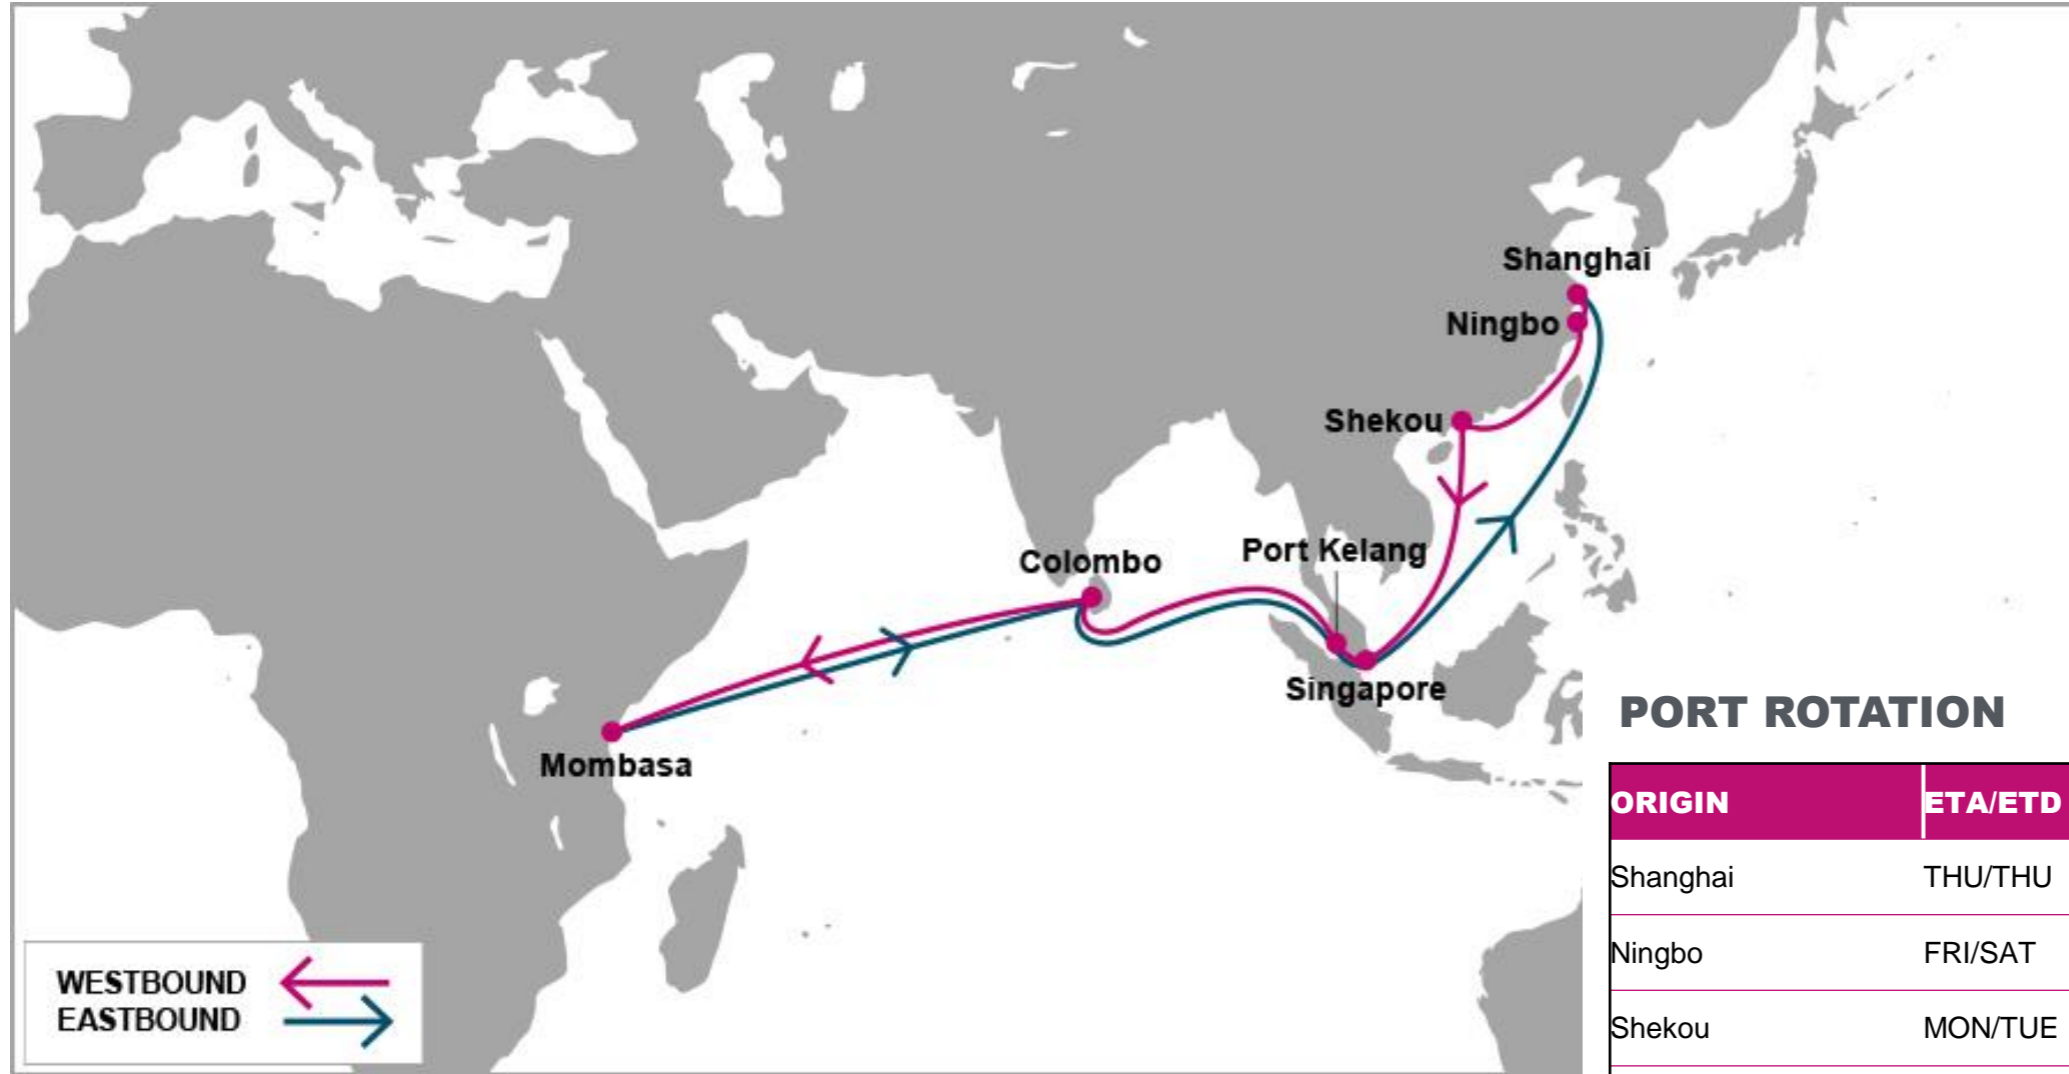 Shanghai
Ningbo
Shekou
Port Kelang
Colombo
Singapore
Mombasa
WESTBOUND
EASTBOUND
PORT ROTATION
ORIGIN ETA/ETD
Shanghai THU/THU
Ningbo FRI/SAT
Shekou MON/TUE